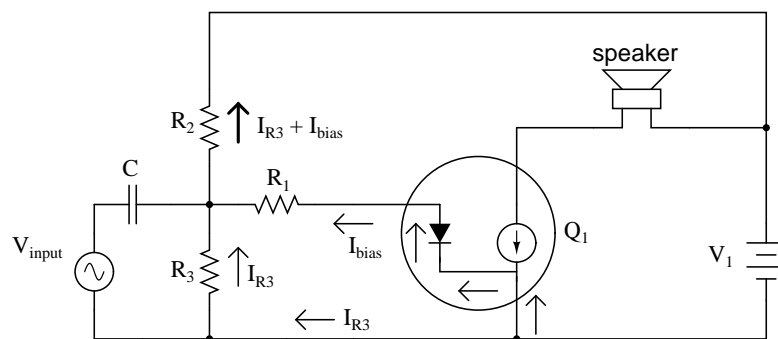 speaker
R2
IR3 + Ibias
C
R1
Vinput
Ibias
Q1
V1
R3
IR3
IR3